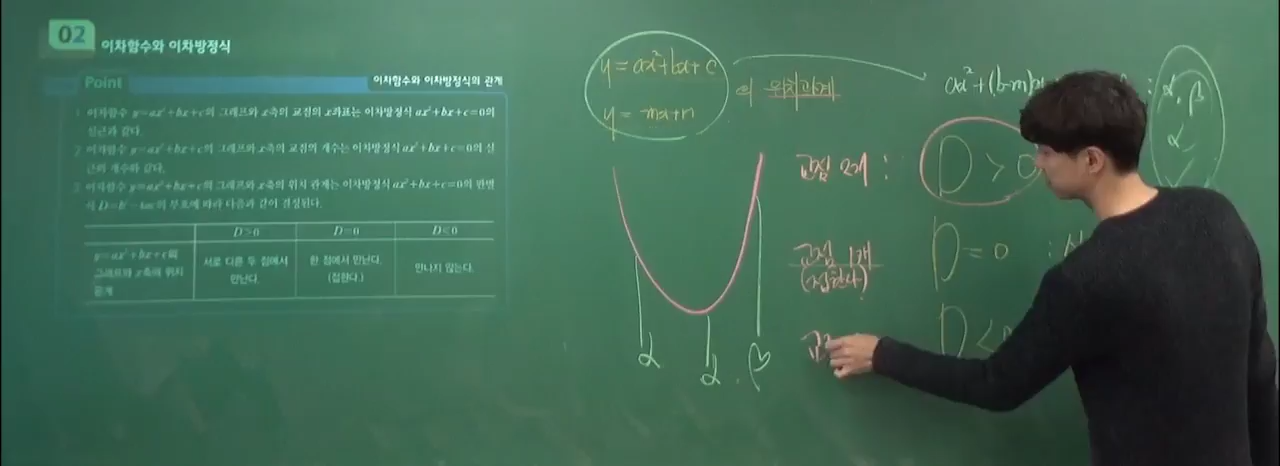 02 이차함수와 이차방정식
Point
이차함수와 이차방정식의 관계
1 이차함수 y=ax²+bx+c의 그래프와 x축의 교점의 x좌표는 이차방정식 ax²+bx+c=0의
실근과 같다.
2 이차함수 y=ax²+bx+c의 그래프와 x축의 교점의 개수는 이차방정식 ax²+bx+c=0의 실
근의 개수와 같다.
3 이차함수 y=ax²+bx+c의 그래프와 x축의 위치 관계는 이차방정식 ax²+bx+c=0의 판별
식 D=b²-4ac의 부호에 따라 다음과 같이 결정된다.
D>0 D=0 D<0
y=ax²+bx+c의
그래프와 x축의 위치
관계
서로 다른 두 점에서
만난다.
한 점에서 만난다.
(접한다.)
만나지 않는다.
y=ax²+bx+c
y=mx+n
의 위치관계
ax²+(b-m)x
α, β
α
교점 2개 : D>0
교점 1개
(접한다)
D=0 :
교 D<
α α β